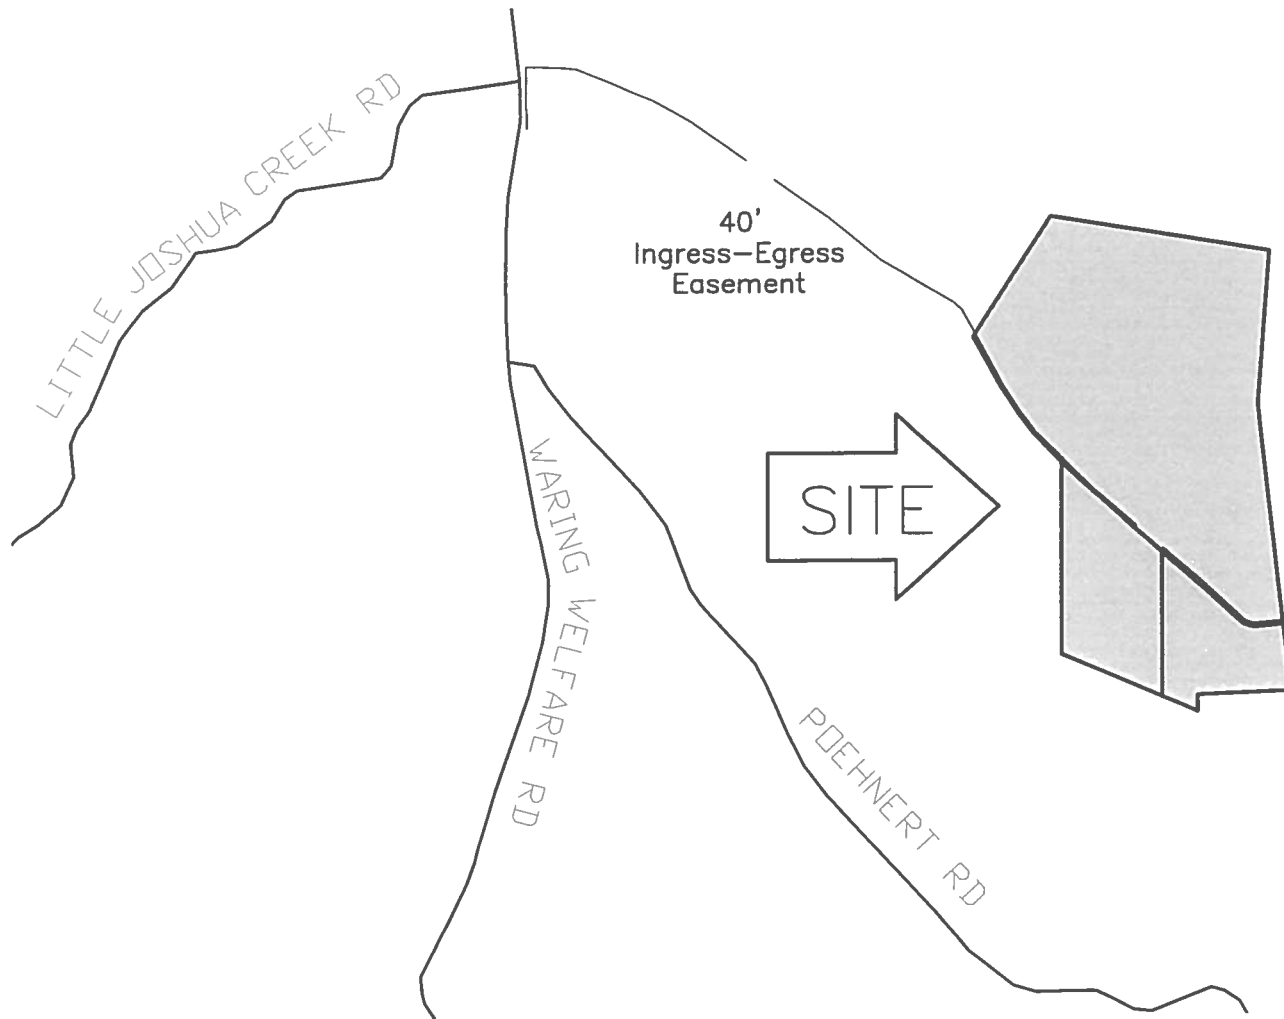 LITTLE JOSHUA CREEK RD
40'
Ingress-Egress
Easement
SITE
WARING WELFARE RD
POEHNERT RD